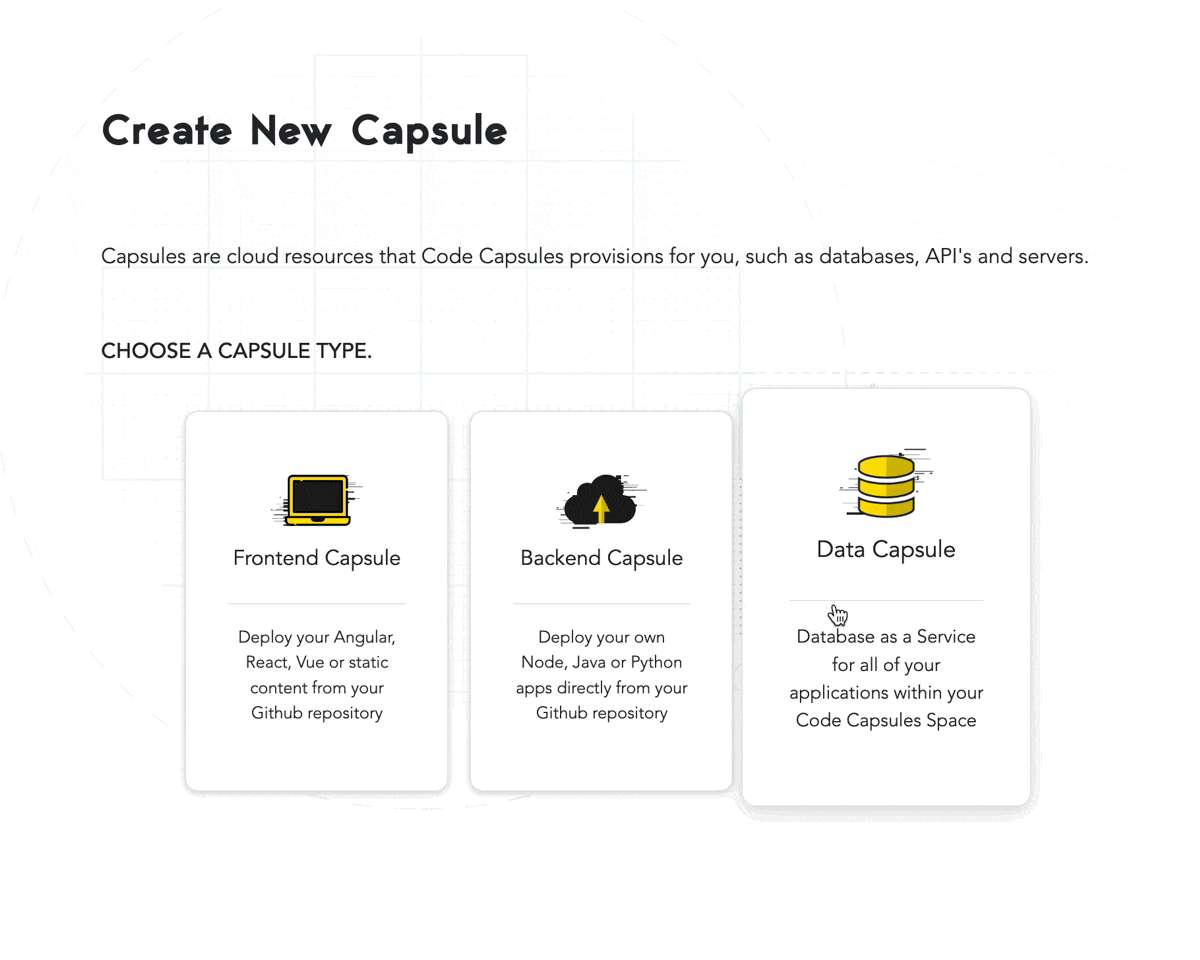 Create New Capsule
Capsules are cloud resources that Code Capsules provisions for you, such as databases, API's and servers.
CHOOSE A CAPSULE TYPE.
Frontend Capsule
Deploy your Angular,
React, Vue or static
content from your
Github repository
Backend Capsule
Deploy your own
Node, Java or Python
apps directly from your
Github repository
Data Capsule
Database as a Service
for all of your
applications within your
Code Capsules Space